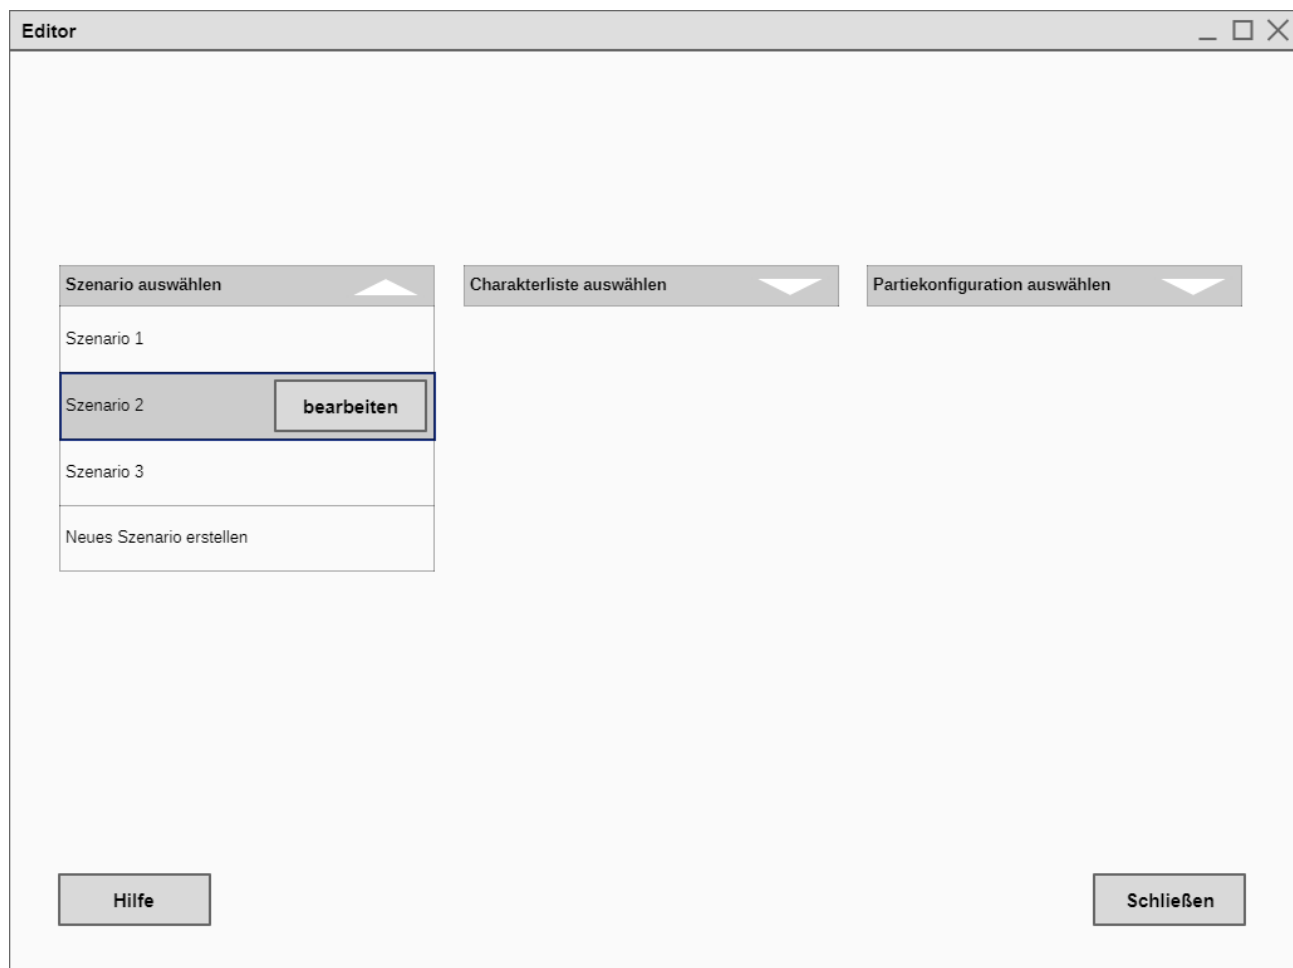 Editor
Szenario auswählen
Charakterliste auswählen
Partiekonfiguration auswählen
Szenario 1
Szenario 2
bearbeiten
Szenario 3
Neues Szenario erstellen
Hilfe
Schließen